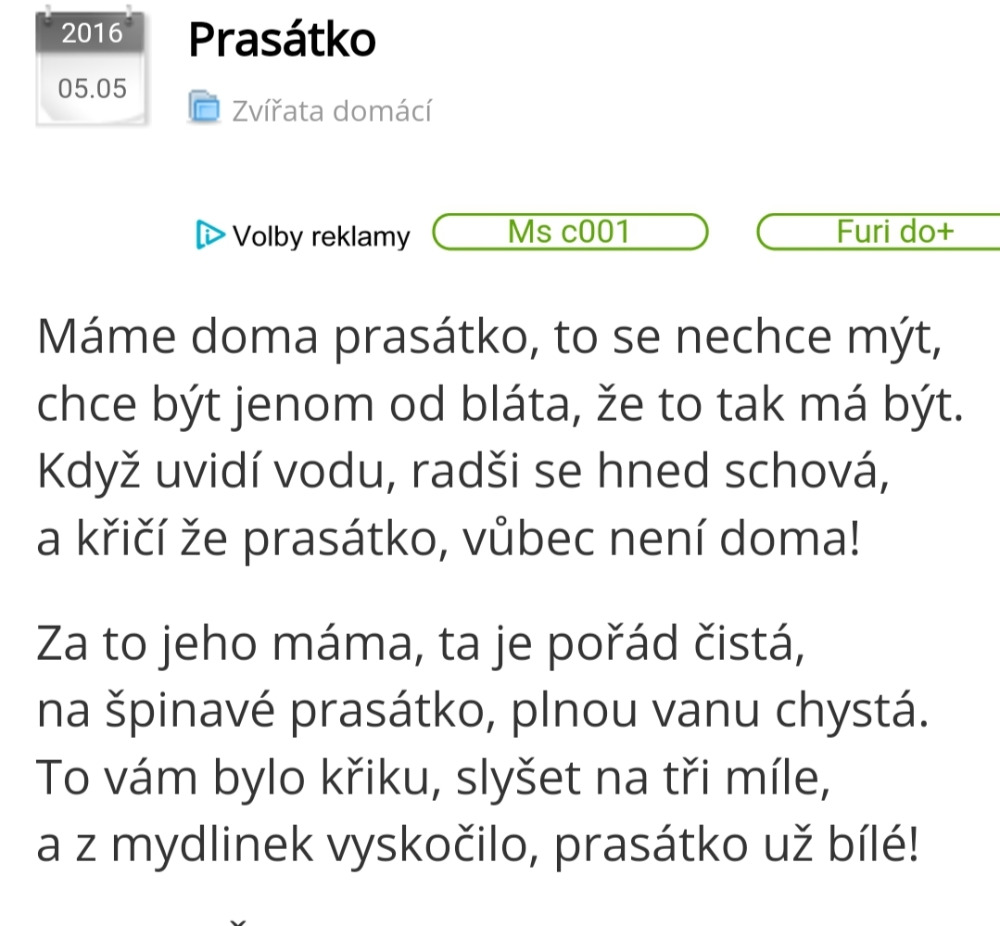 2016
05.05
Prasátko
Zvířata domácí
Volby reklamy
Ms c001
Furi do+
Máme doma prasátko, to se nechce mýt,
chce být jenom od bláta, že to tak má být.
Když uvidí vodu, radši se hned schová,
a křičí že prasátko, vůbec není doma!
Za to jeho máma, ta je pořád čistá,
na špinavé prasátko, plnou vanu chystá.
To vám bylo křiku, slyšet na tři míle,
a z mydlinek vyskočilo, prasátko už bílé!